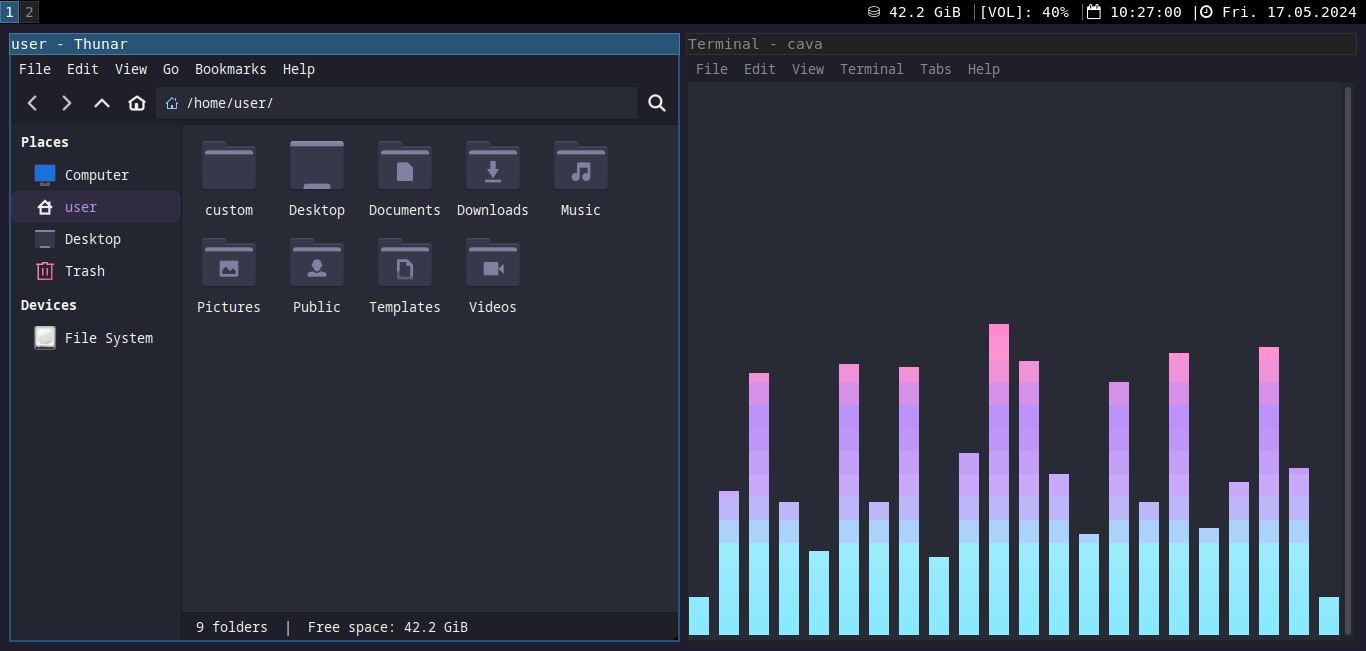 1 2 42.2 GiB |[VOL]: 40% | 10:27:00 | Fri. 17.05.2024
user - Thunar
File Edit View Go Bookmarks Help
/home/user/
Places
Computer
user
Desktop
Trash
Devices
File System
custom Desktop Documents Downloads Music
Pictures Public Templates Videos
9 folders | Free space: 42.2 GiB
Terminal - cava
File Edit View Terminal Tabs Help